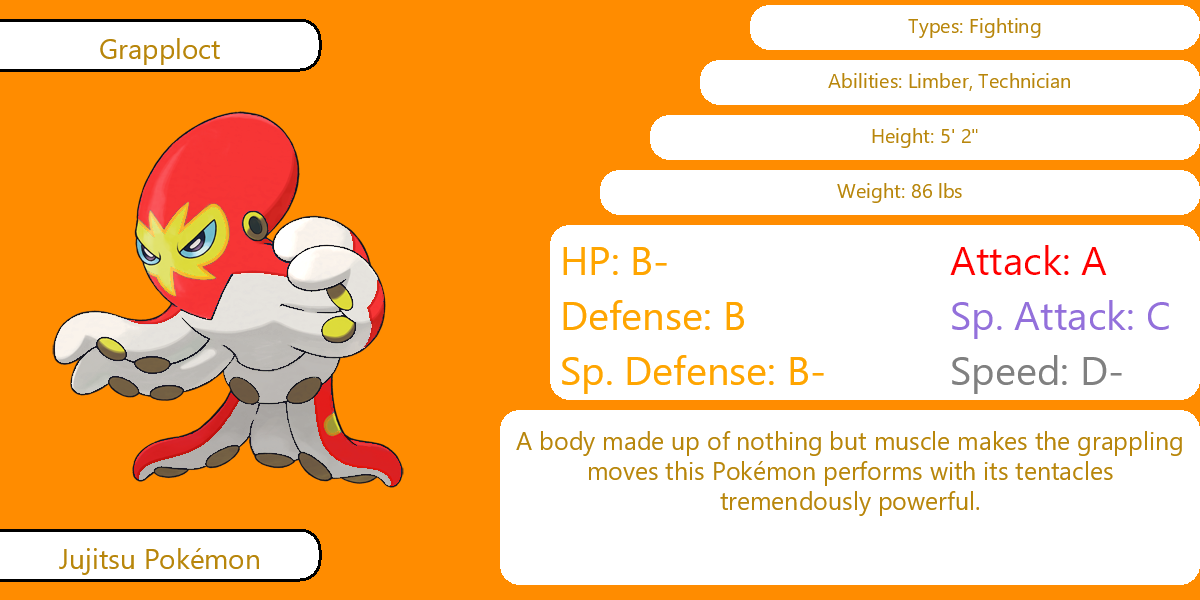 Grapploct
Types: Fighting
Abilities: Limber, Technician
Height: 5' 2"
Weight: 86 lbs
HP: B-
Attack: A
Defense: B
Sp. Attack: C
Sp. Defense: B-
Speed: D-
A body made up of nothing but muscle makes the grappling
moves this Pokémon performs with its tentacles
tremendously powerful.
Jujitsu Pokémon